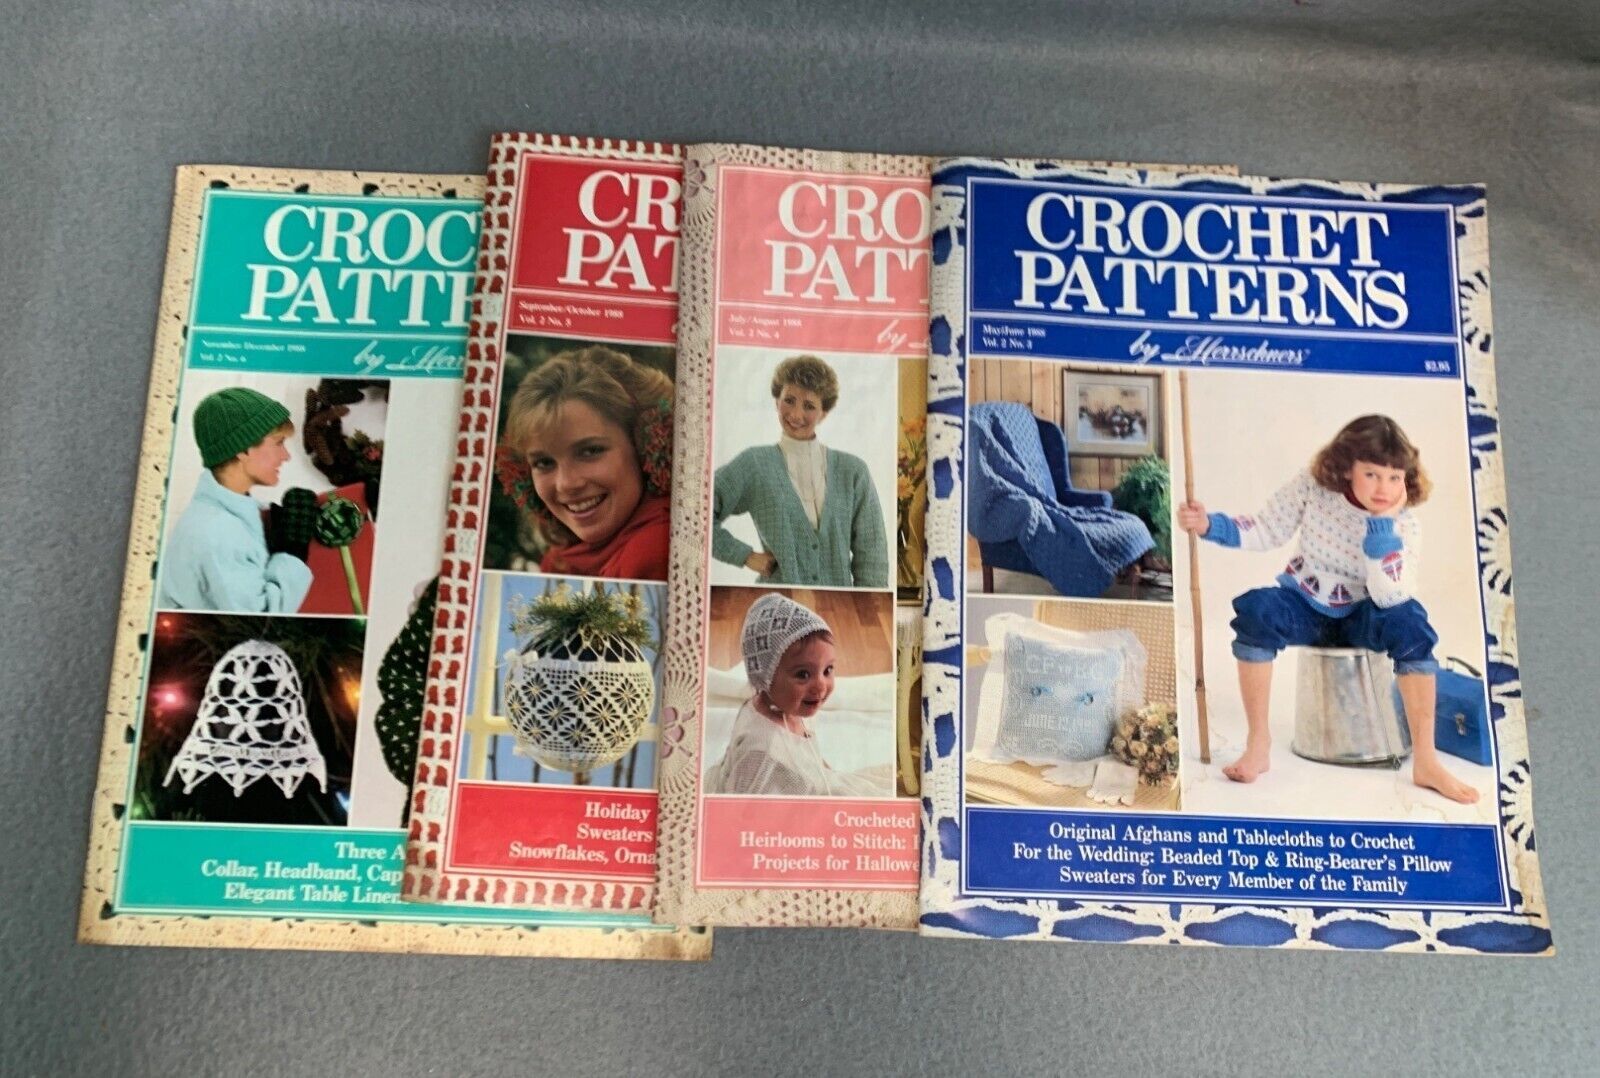 CROC
PATTE
November/December 1988
Vol. 2 No. 6
by Merr
Three A
Collar, Headband, Cap
Elegant Table Linen
CR
PAT
September/October 1988
Vol. 2 No. 5
Holiday
Sweaters
Snowflakes, Orna
CRO
PATT
July/August 1988
Vol. 2 No. 4
by
Crocheted
Heirlooms to Stitch:
Projects for Hallowe
CROCHET
PATTERNS
May/June 1988
Vol. 2 No. 3
by Herrschners
$2.95
Original Afghans and Tablecloths to Crochet
For the Wedding: Beaded Top & Ring-Bearer's Pillow
Sweaters for Every Member of the Family